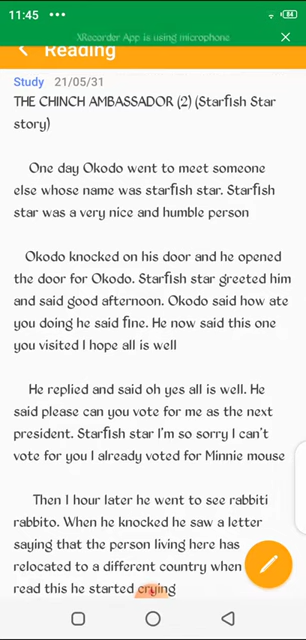 11:45
84
XRecorder App is using microphone
Reading
Study 21/05/31
THE CHINCH AMBASSADOR (2) (Starfish Star
story)
One day Okodo went to meet someone
else whose name was starfish star. Starfish
star was a very nice and humble person
Okodo knocked on his door and he opened
the door for Okodo. Starfish star greeted him
and said good afternoon. Okodo said how ate
you doing he said fine. He now said this one
you visited I hope all is well
He replied and said oh yes all is well. He
said please can you vote for me as the next
president. Starfish star I'm so sorry I can't
vote for you I already voted for Minnie mouse
Then 1 hour later he went to see rabbiti
rabbito. When he knocked he saw a letter
saying that the person living here has
relocated to a different country when
read this he started crying